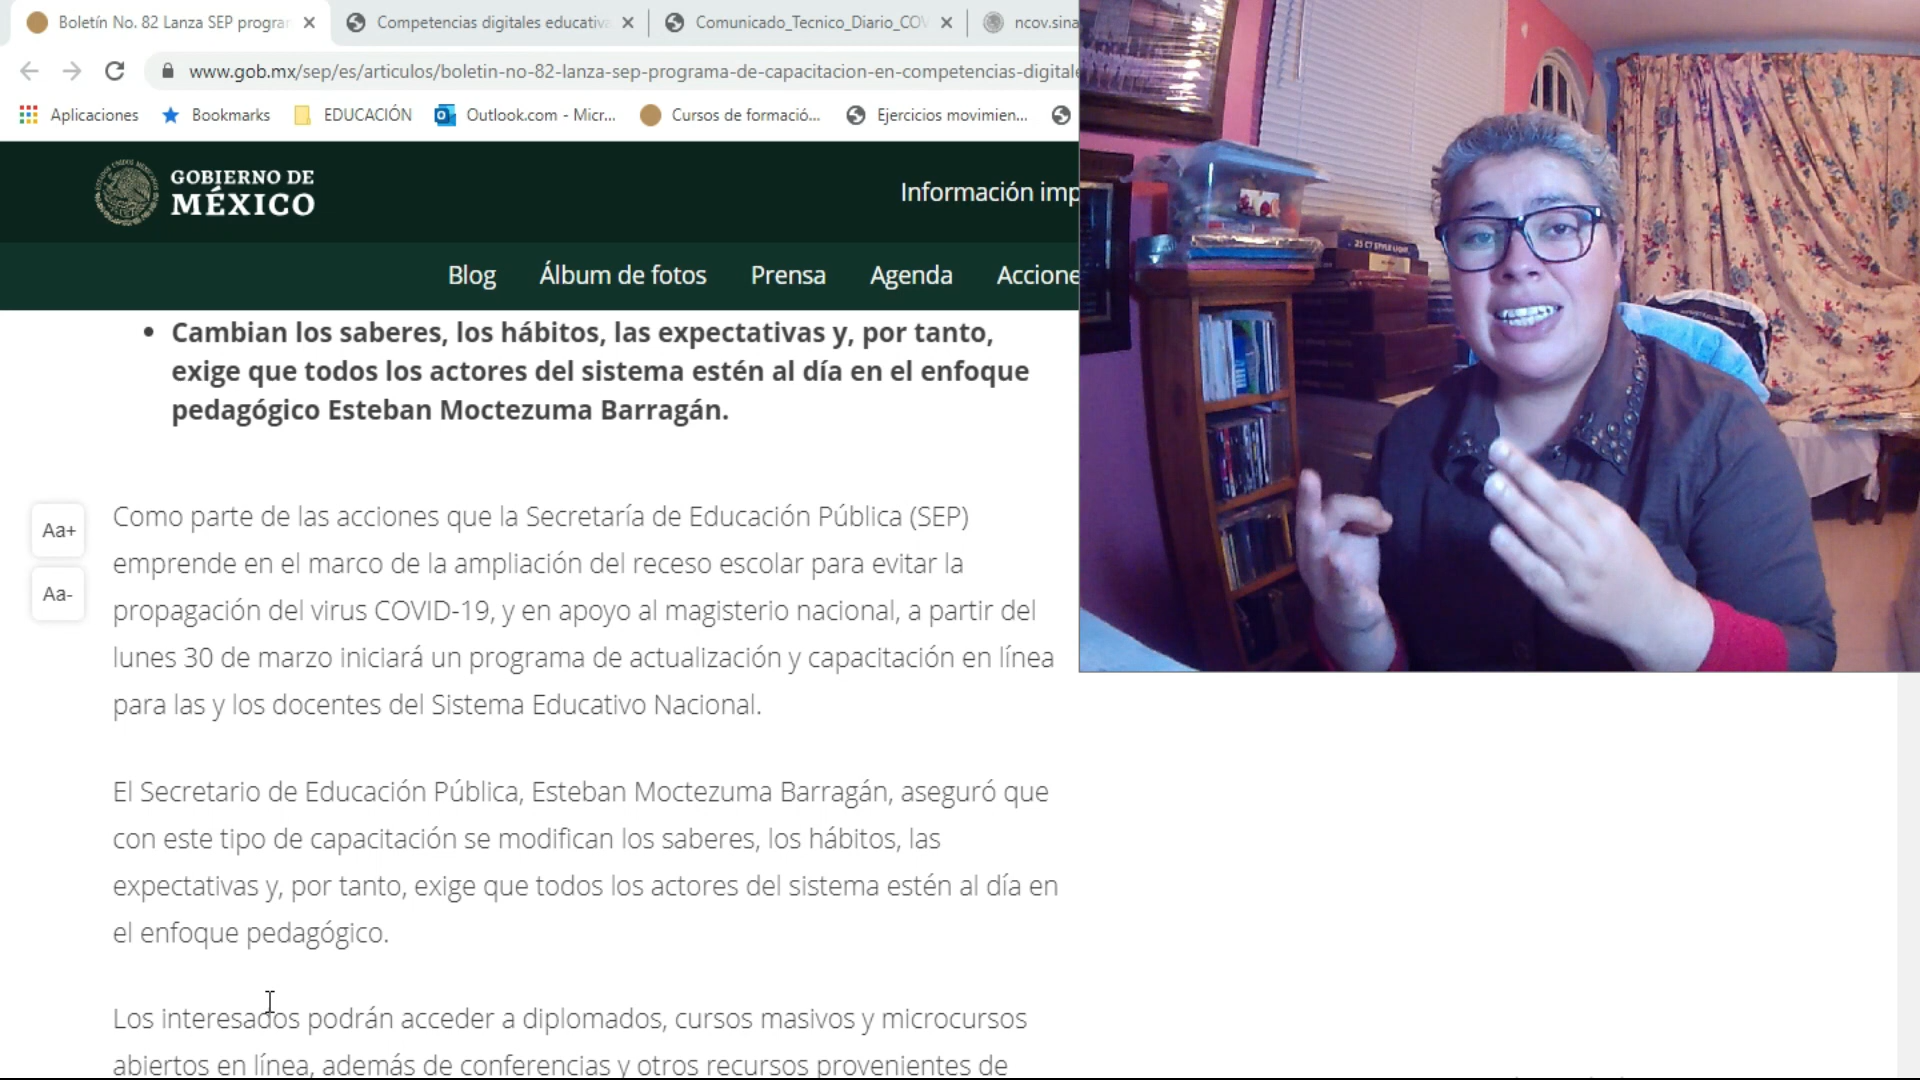 Boletín No. 82 Lanza SEP progra
Competencias digitales educativ
Comunicado_Tecnico_Diario_COV
ncov.sina
www.gob.mx/sep/es/articulos/boletin-no-82-lanza-sep-programa-de-capacitacion-en-competencias-digitale
Aplicaciones
Bookmarks
EDUCACIÓN
Outlook.com - Micr...
Cursos de formació...
Ejercicios movimien...
GOBIERNO DE
MÉXICO
Información imp
Blog Álbum de fotos Prensa Agenda Accione
• Cambian los saberes, los hábitos, las expectativas y, por tanto,
exige que todos los actores del sistema estén al día en el enfoque
pedagógico Esteban Moctezuma Barragán.
Aa+
Aa-
Como parte de las acciones que la Secretaría de Educación Pública (SEP)
emprende en el marco de la ampliación del receso escolar para evitar la
propagación del virus COVID-19, y en apoyo al magisterio nacional, a partir del
lunes 30 de marzo iniciará un programa de actualización y capacitación en línea
para las y los docentes del Sistema Educativo Nacional.
El Secretario de Educación Pública, Esteban Moctezuma Barragán, aseguró que
con este tipo de capacitación se modifican los saberes, los hábitos, las
expectativas y, por tanto, exige que todos los actores del sistema estén al día en
el enfoque pedagógico.
Los interesados podrán acceder a diplomados, cursos masivos y microcursos
abiertos en línea, además de conferencias y otros recursos provenientes de